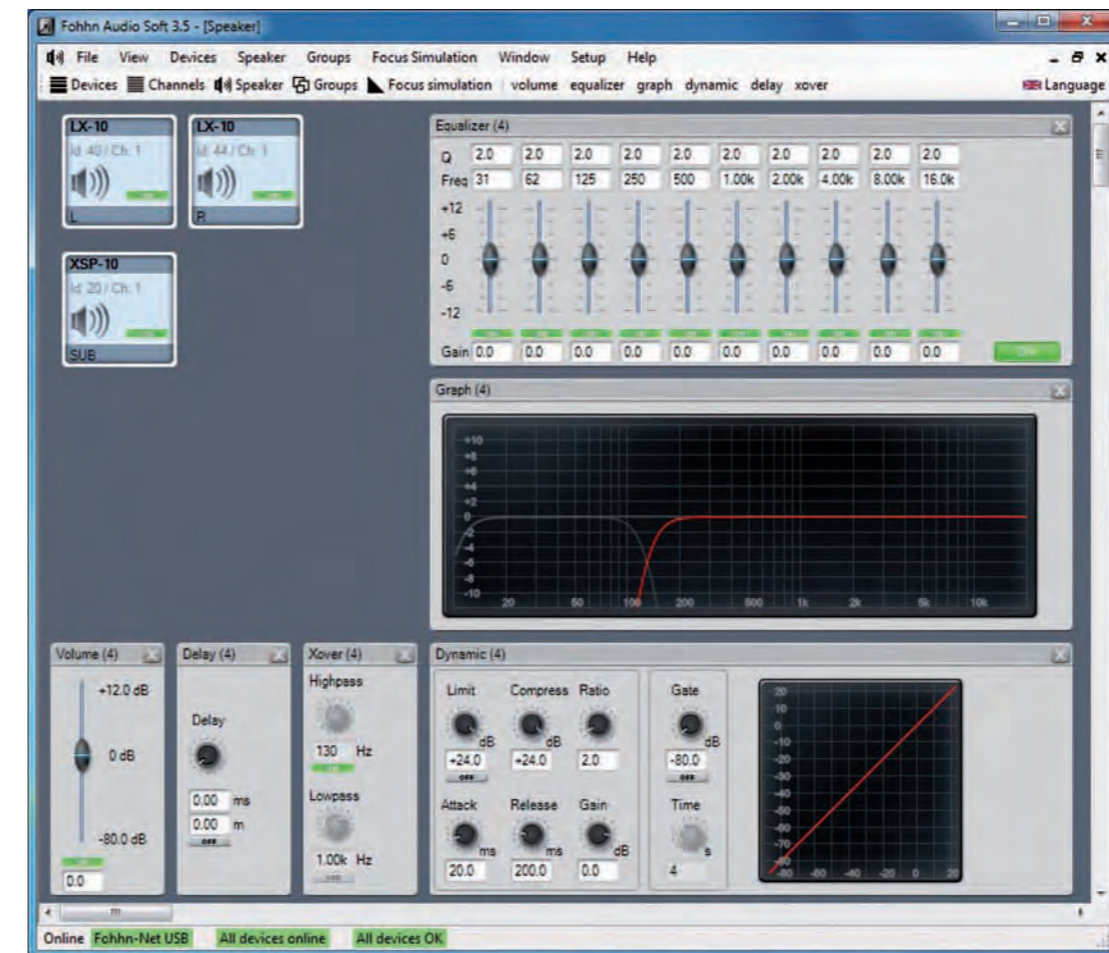 Fohhn Audio Soft 3.5 - [Speaker]
File View Devices Speaker Groups Focus Simulation Window Setup Help
Devices Channels Speaker Groups Focus simulation volume equalizer graph dynamic delay xover Language
LX-10
Id: 40 / Ch: 1
L
LX-10
Id: 44 / Ch: 1
R
XSP-10
Id: 20 / Ch: 1
SUB
Equalizer (4)
Q 2.0 2.0 2.0 2.0 2.0 2.0 2.0 2.0 2.0 2.0
Freq 31 62 125 250 500 1.00k 2.00k 4.00k 8.00k 16.0k
+12
+6
0
-6
-12
Gain 0.0 0.0 0.0 0.0 0.0 0.0 0.0 0.0 0.0 0.0
Graph (4)
+10
+8
+6
+4
+2
0
-2
-4
-6
-8
-10
20 50 100 200 500 1k 2k 5k 10k
Volume (4)
+12.0 dB
0 dB
-80.0 dB
0.0
Delay (4)
Delay
0.00 ms
0.00 m
OFF
Xover (4)
Highpass
130 Hz
Lowpass
1.00k Hz
Dynamic (4)
Limit Compress Ratio
dB dB
+24.0 +24.0 2.0
OFF
Attack Release Gain
ms ms dB
20.0 200.0 0.0
Gate
dB
-80.0
OFF
Time
s
4
20
10
0
-10
-20
-30
-40
-50
-60
-70
-80
-80 -60 -40 -20 0 20
Online Fohhn-Net USB All devices online All devices OK